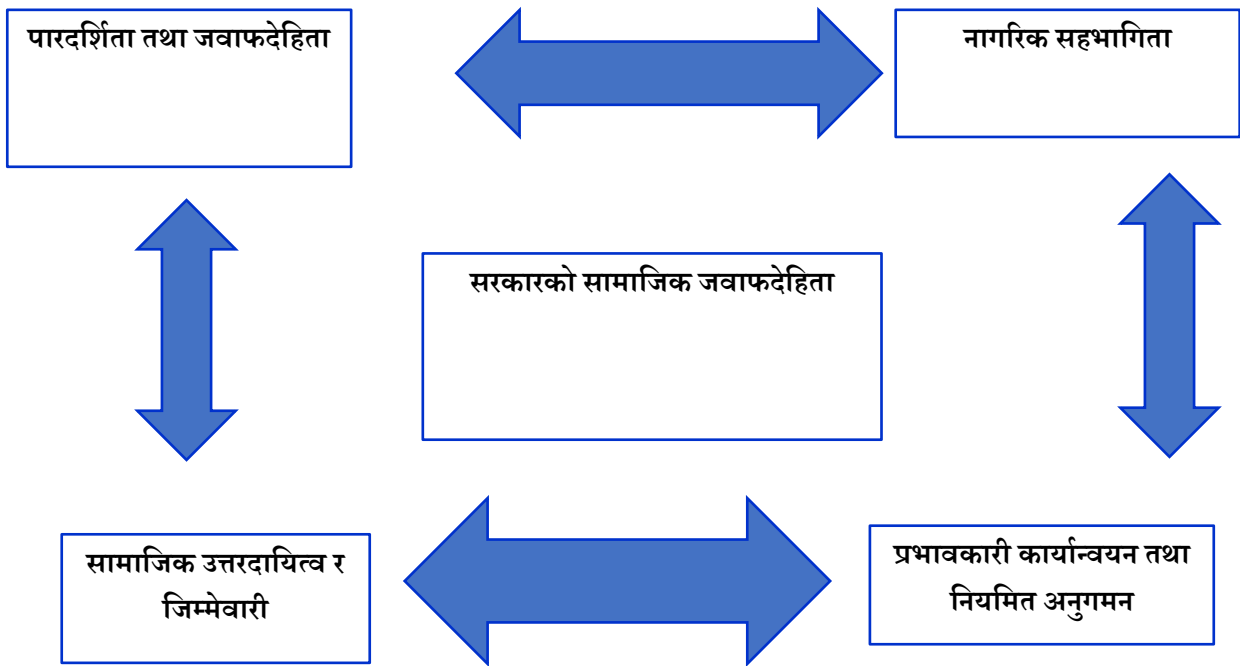 पारदर्शिता तथा जवाफदेहिता
नागरिक सहभागिता
सरकारको सामाजिक जवाफदेहिता
सामाजिक उत्तरदायित्व र
जिम्मेवारी
प्रभावकारी कार्यान्वयन तथा
नियमित अनुगमन